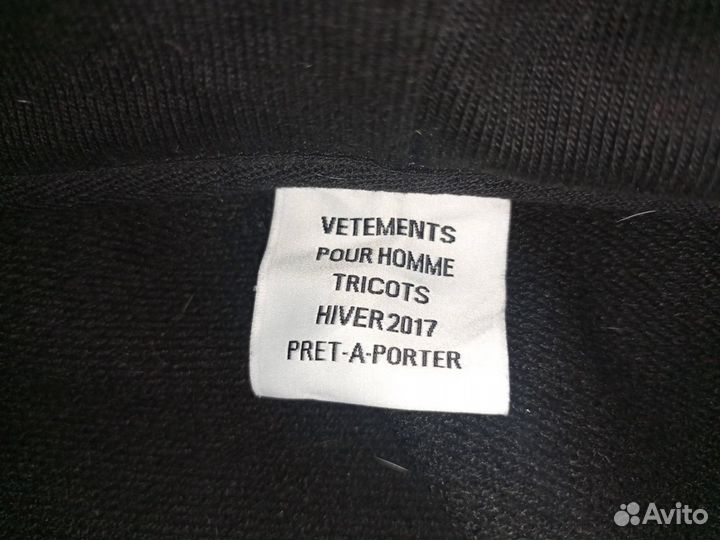 VETEMENTS
POUR HOMME
TRICOTS
HIVER 2017
PRET-A-PORTER
Avito